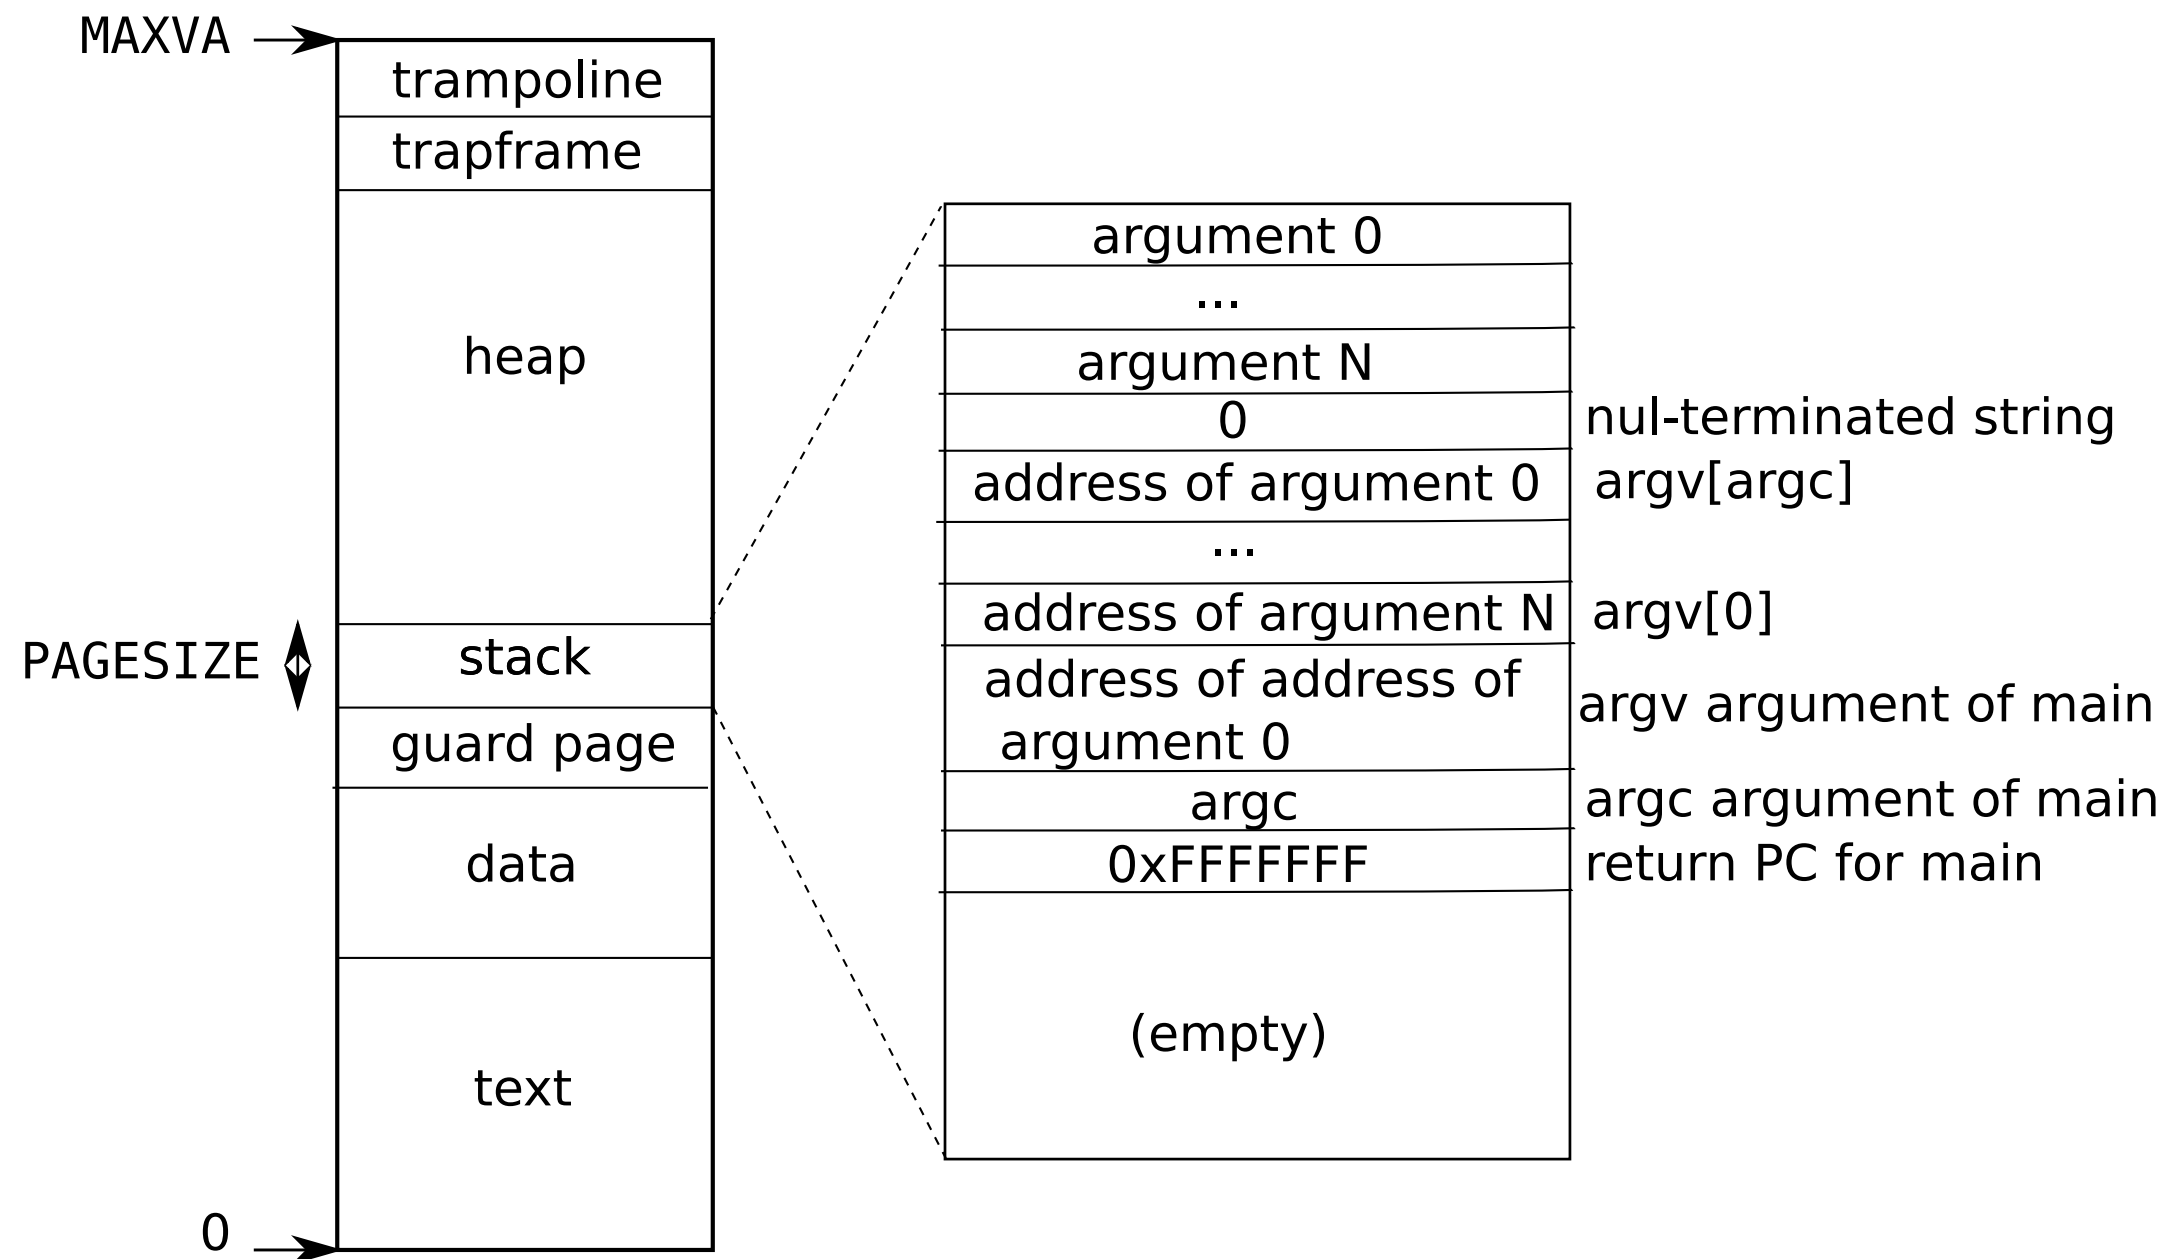 MAXVA
trampoline
trapframe
heap
PAGESIZE
stack
guard page
data
text
0
argument 0
...
argument N
0
nul-terminated string
address of argument 0
argv[argc]
...
address of argument N
argv[0]
address of address of
argument 0
argv argument of main
argc
argc argument of main
0xFFFFFFF
return PC for main
(empty)